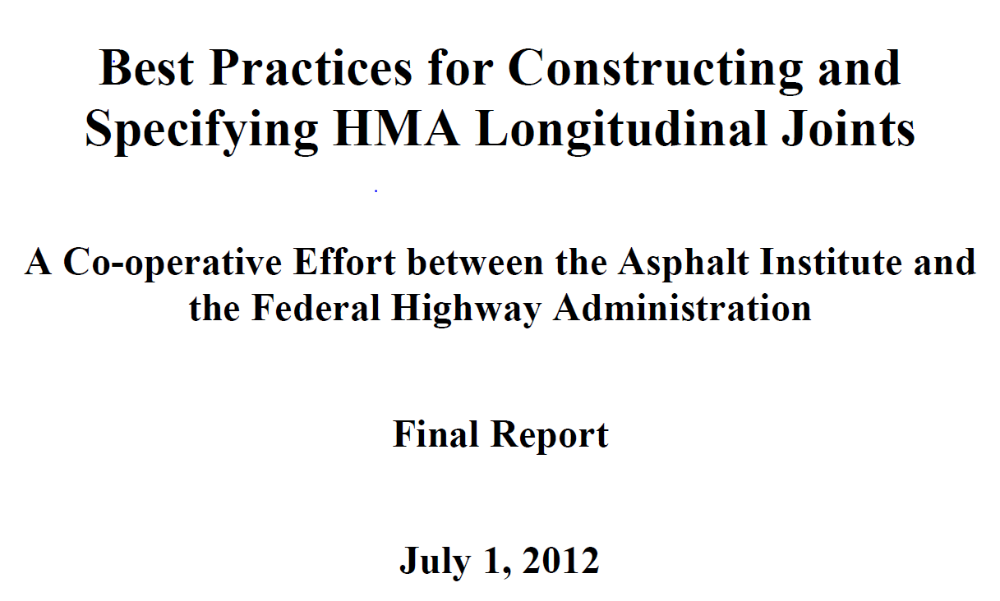 Best Practices for Constructing and
Specifying HMA Longitudinal Joints
A Co-operative Effort between the Asphalt Institute and
the Federal Highway Administration
Final Report
July 1, 2012